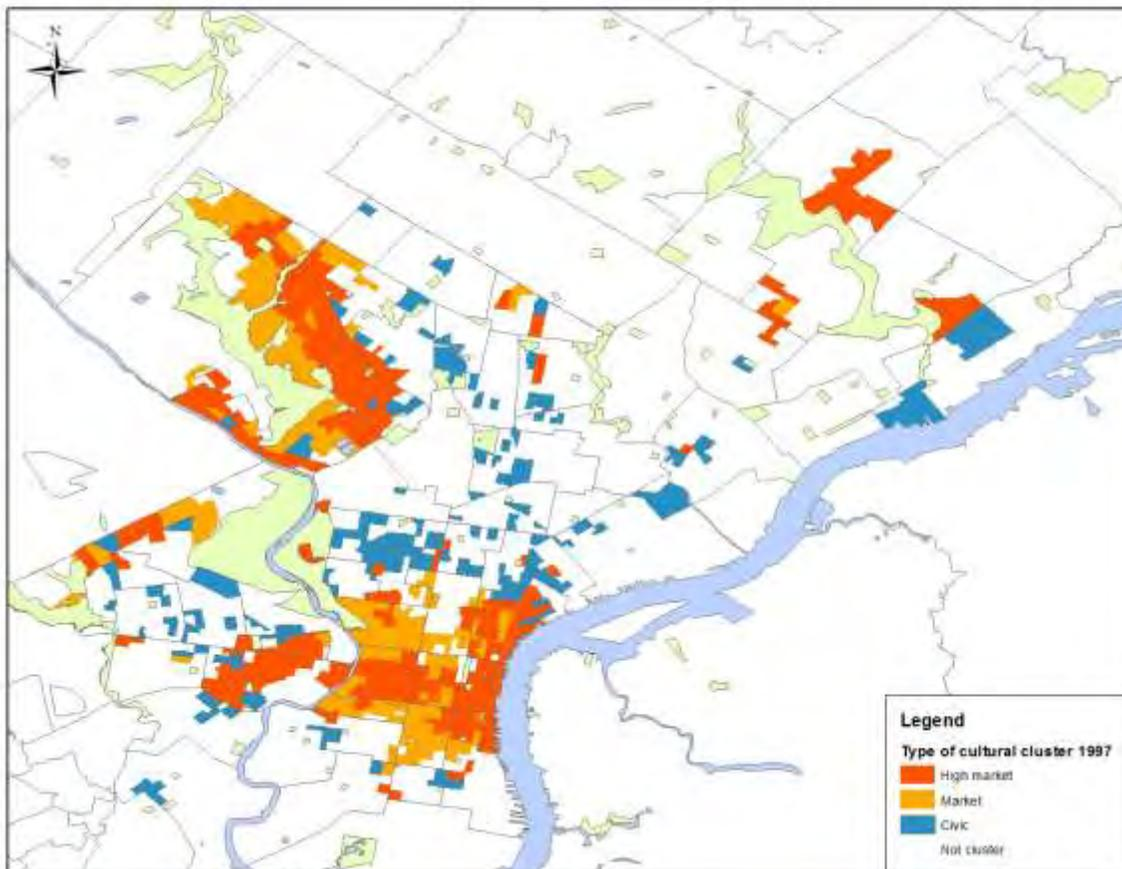 N
Legend
Type of cultural cluster 1997
High market
Market
Civic
Not cluster